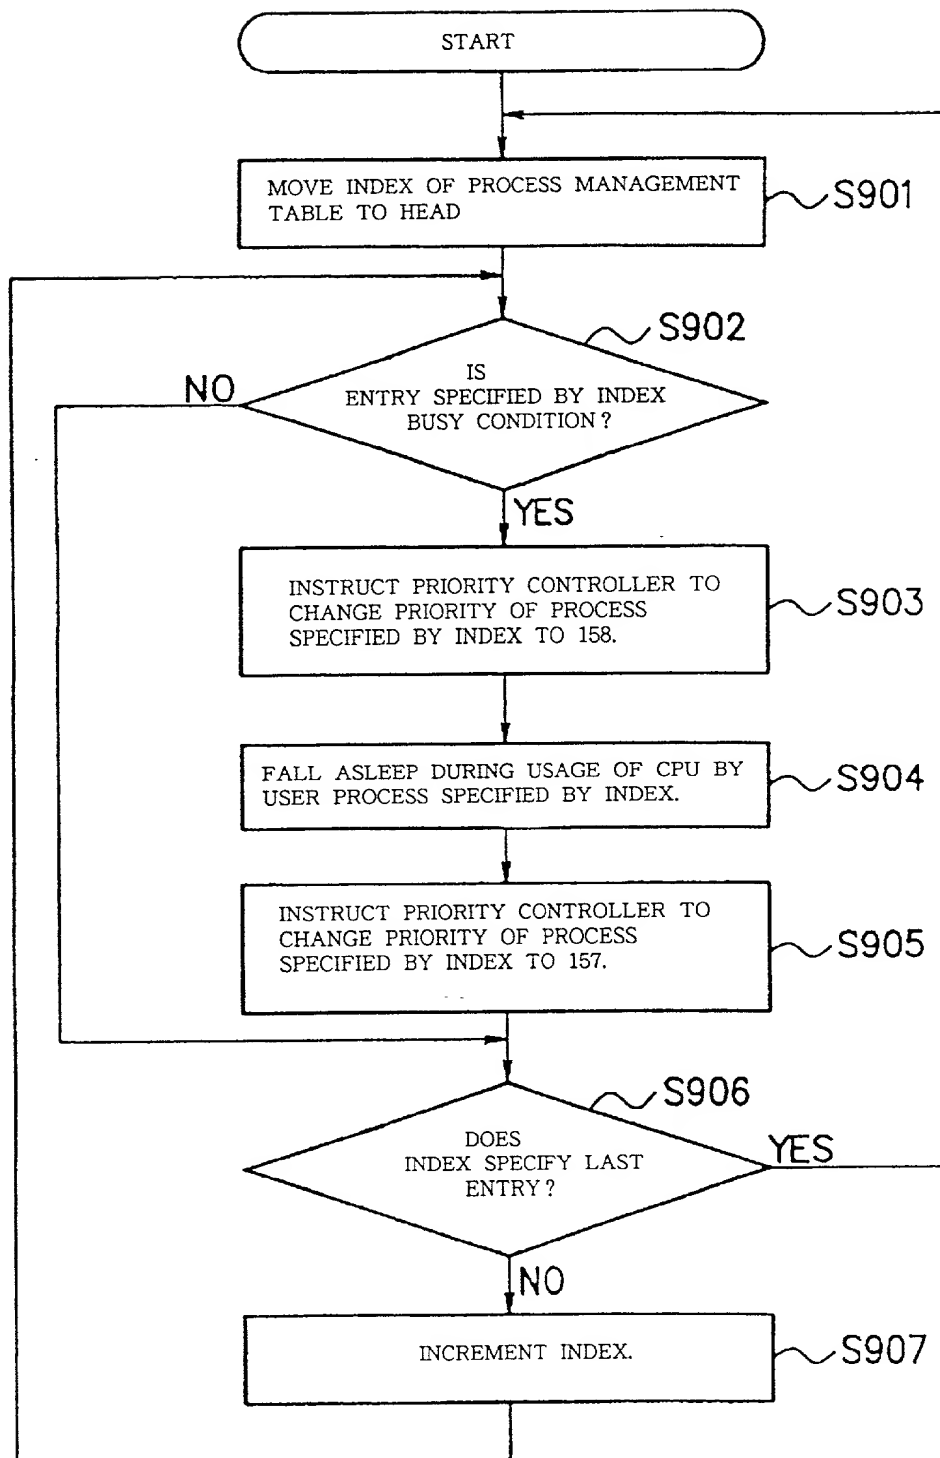 START
MOVE INDEX OF PROCESS MANAGEMENT
TABLE TO HEAD
S901
S902
IS
ENTRY SPECIFIED BY INDEX
BUSY CONDITION?
NO
YES
INSTRUCT PRIORITY CONTROLLER TO
CHANGE PRIORITY OF PROCESS
SPECIFIED BY INDEX TO 158.
S903
FALL ASLEEP DURING USAGE OF CPU BY
USER PROCESS SPECIFIED BY INDEX.
S904
INSTRUCT PRIORITY CONTROLLER TO
CHANGE PRIORITY OF PROCESS
SPECIFIED BY INDEX TO 157.
S905
S906
DOES
INDEX SPECIFY LAST
ENTRY?
YES
NO
INCREMENT INDEX.
S907